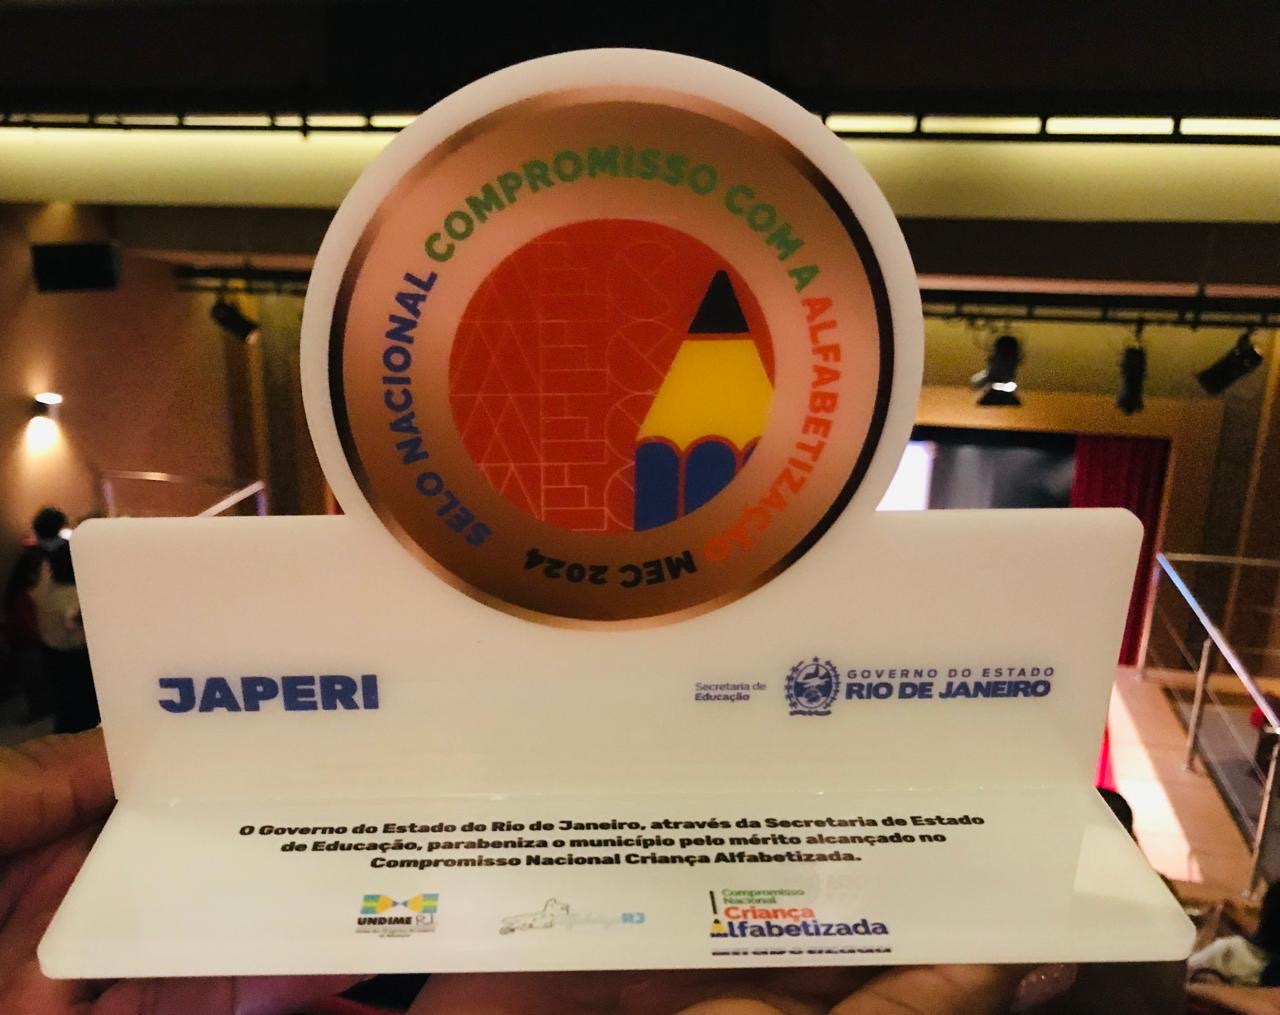 SELO NACIONAL COMPROMISSO COM A ALFABETIZAÇÃO
MEC 2024
JAPERI
Secretaria de
Educação
GOVERNO DO ESTADO
RIO DE JANEIRO
O Governo do Estado do Rio de Janeiro, através da Secretaria de Estado
de Educação, parabeniza o município pelo mérito alcançado no
Compromisso Nacional Criança Alfabetizada.
UNDIME RJ
RJ
Compromisso
Nacional
Criança
Alfabetizada